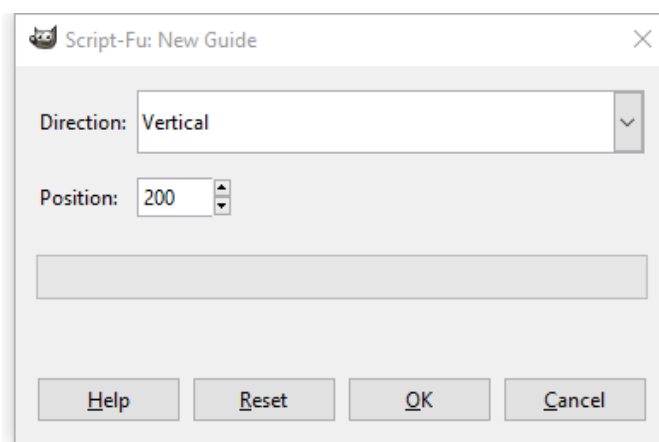 Script-Fu: New Guide
Direction: Vertical
Position: 200
Help Reset OK Cancel